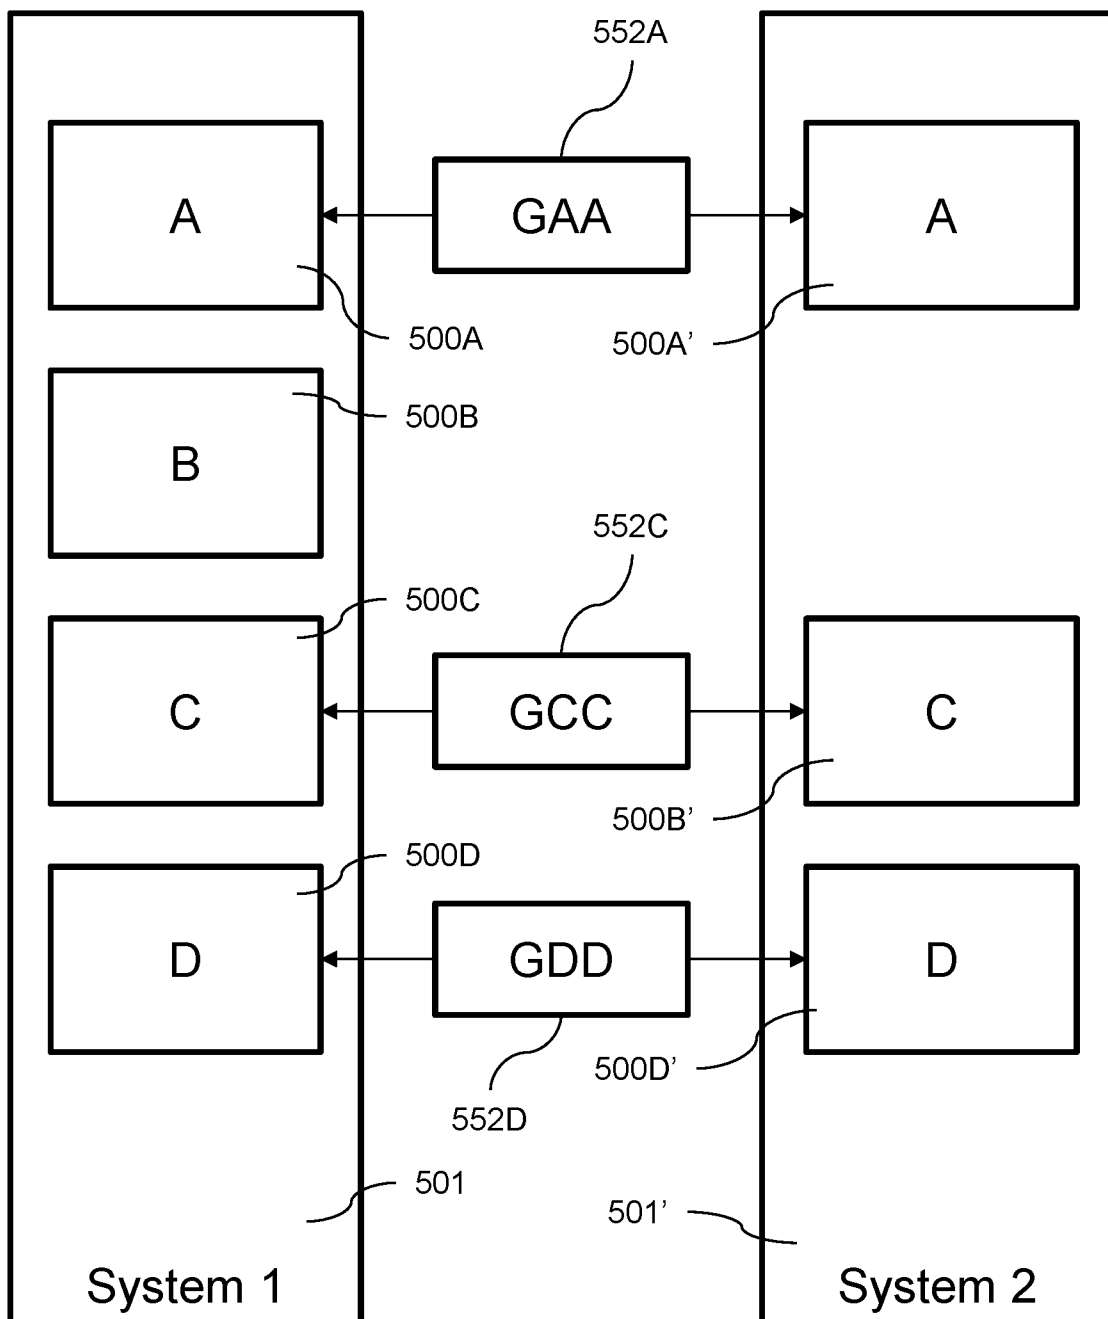 552A
A
GAA
A
500A
500A’
500B
B
552C
500C
C
GCC
C
500B’
500D
D
GDD
D
500D’
552D
501
501’
System 1
System 2